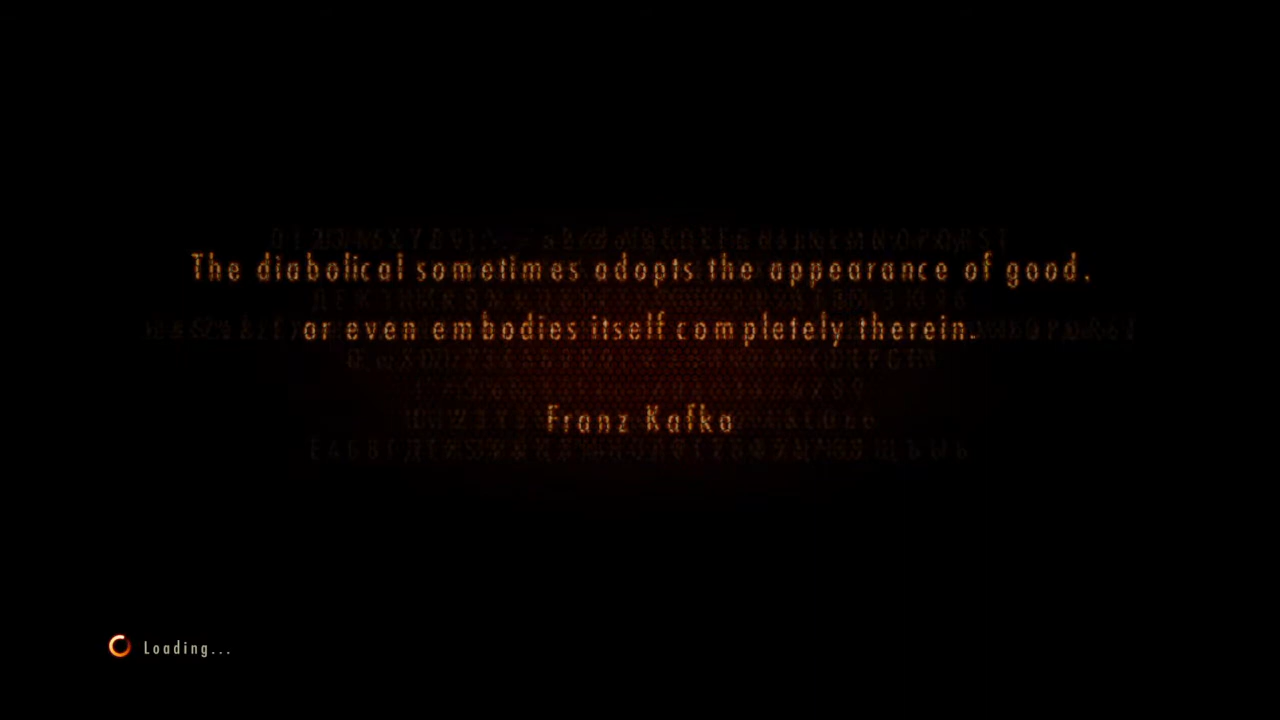 The diabolical sometimes adopts the appearance of good.
or even embodies itself completely therein.
Franz Kafka
Loading...